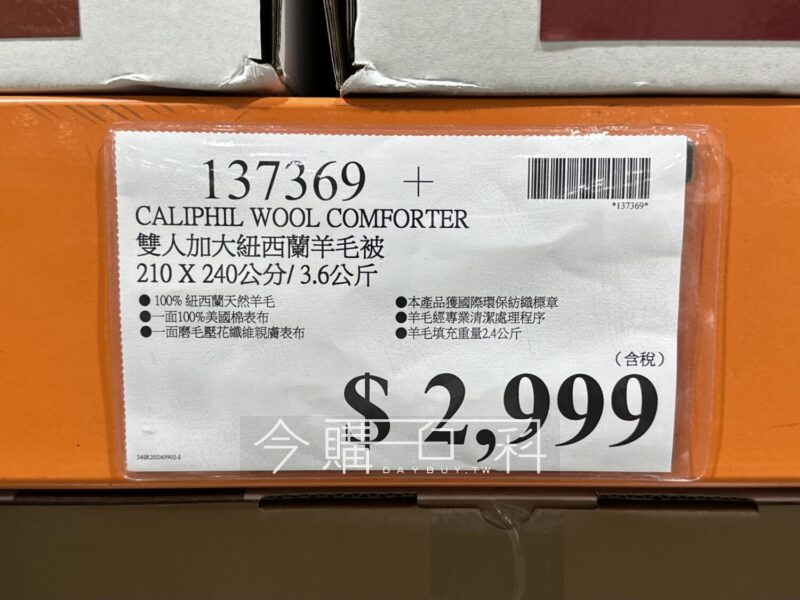 137369 +
*137369*
CALIPHIL WOOL COMFORTER
雙人加大紐西蘭羊毛被
210 X 240公分/ 3.6公斤
● 100% 紐西蘭天然羊毛
●一面100%美國棉表布
●一面磨毛壓花纖維親膚表布
●本產品獲國際環保紡織標章
●羊毛經專業清潔處理程序
●羊毛填充重量2.4公斤
(含稅)
$ 2,999
今購百科
DAYBUY.TW
34IR20240902-1